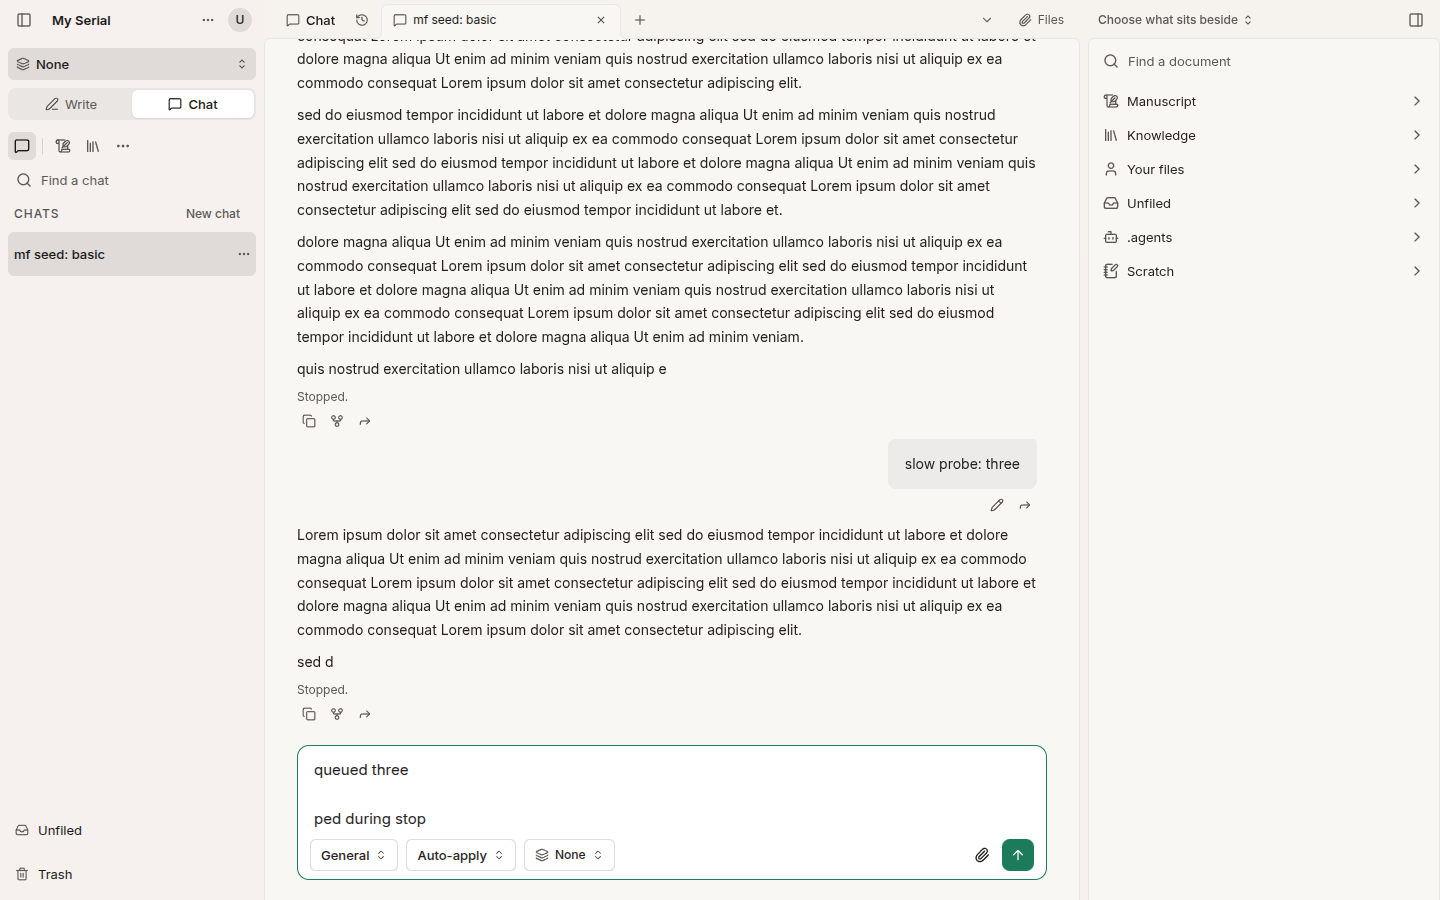 My Serial
U
None
Write
Chat
Find a chat
CHATS
New chat
mf seed: basic
Unfiled
Trash
Chat
mf seed: basic
Files
dolore magna aliqua Ut enim ad minim veniam quis nostrud exercitation ullamco laboris nisi ut aliquip ex ea
commodo consequat Lorem ipsum dolor sit amet consectetur adipiscing elit.
sed do eiusmod tempor incididunt ut labore et dolore magna aliqua Ut enim ad minim veniam quis nostrud
exercitation ullamco laboris nisi ut aliquip ex ea commodo consequat Lorem ipsum dolor sit amet consectetur
adipiscing elit sed do eiusmod tempor incididunt ut labore et dolore magna aliqua Ut enim ad minim veniam quis
nostrud exercitation ullamco laboris nisi ut aliquip ex ea commodo consequat Lorem ipsum dolor sit amet
consectetur adipiscing elit sed do eiusmod tempor incididunt ut labore et.
dolore magna aliqua Ut enim ad minim veniam quis nostrud exercitation ullamco laboris nisi ut aliquip ex ea
commodo consequat Lorem ipsum dolor sit amet consectetur adipiscing elit sed do eiusmod tempor incididunt
ut labore et dolore magna aliqua Ut enim ad minim veniam quis nostrud exercitation ullamco laboris nisi ut
aliquip ex ea commodo consequat Lorem ipsum dolor sit amet consectetur adipiscing elit sed do eiusmod
tempor incididunt ut labore et dolore magna aliqua Ut enim ad minim veniam.
quis nostrud exercitation ullamco laboris nisi ut aliquip e
Stopped.
slow probe: three
Lorem ipsum dolor sit amet consectetur adipiscing elit sed do eiusmod tempor incididunt ut labore et dolore
magna aliqua Ut enim ad minim veniam quis nostrud exercitation ullamco laboris nisi ut aliquip ex ea commodo
consequat Lorem ipsum dolor sit amet consectetur adipiscing elit sed do eiusmod tempor incididunt ut labore et
dolore magna aliqua Ut enim ad minim veniam quis nostrud exercitation ullamco laboris nisi ut aliquip ex ea
commodo consequat Lorem ipsum dolor sit amet consectetur adipiscing elit.
sed d
Stopped.
queued three
ped during stop
General
Auto-apply
None
Choose what sits beside
Find a document
Manuscript
Knowledge
Your files
Unfiled
.agents
Scratch